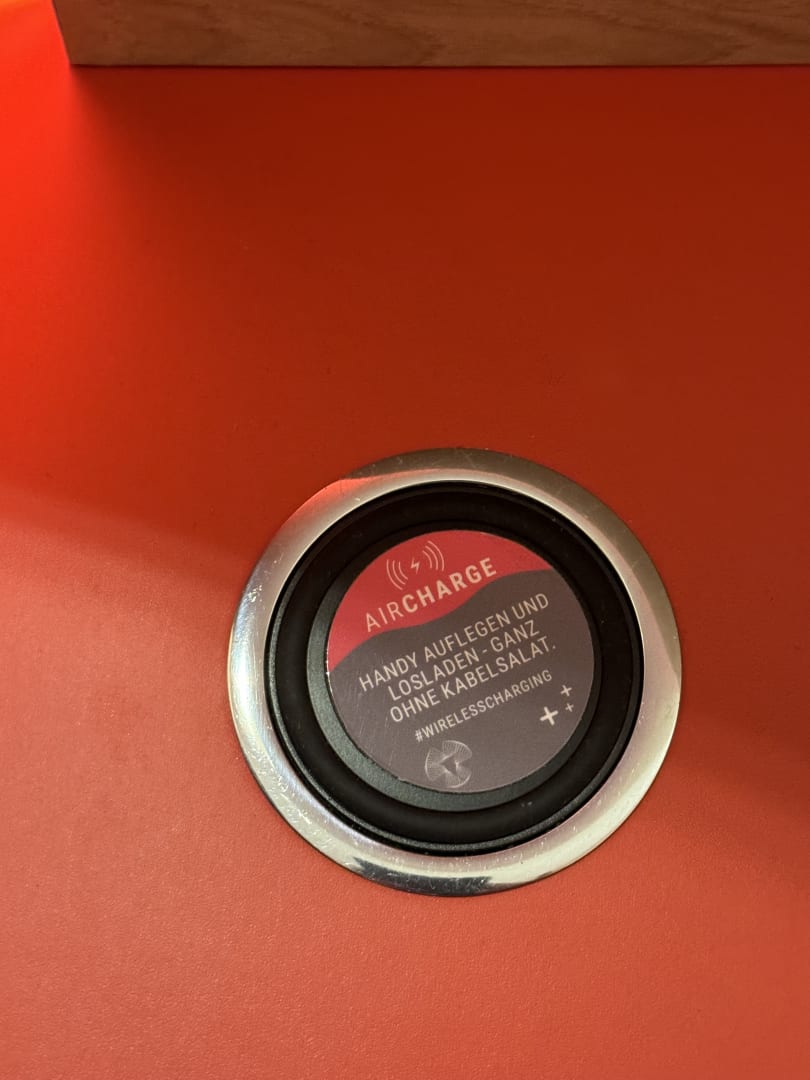 AIRCHARGE
HANDY AUFLEGEN UND
LOSLADEN - GANZ
OHNE KABELSALAT.
#WIRELESSCHARGING